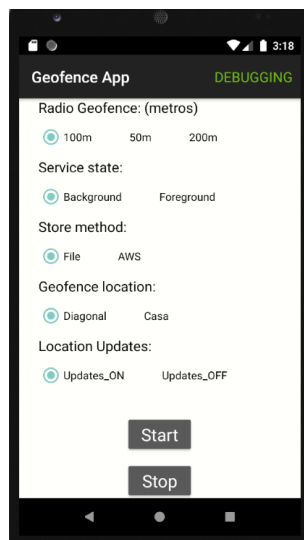 3:18
Geofence App DEBUGGING
Radio Geofence: (metros)
100m 50m 200m
Service state:
Background Foreground
Store method:
File AWS
Geofence location:
Diagonal Casa
Location Updates:
Updates_ON Updates_OFF
Start
Stop